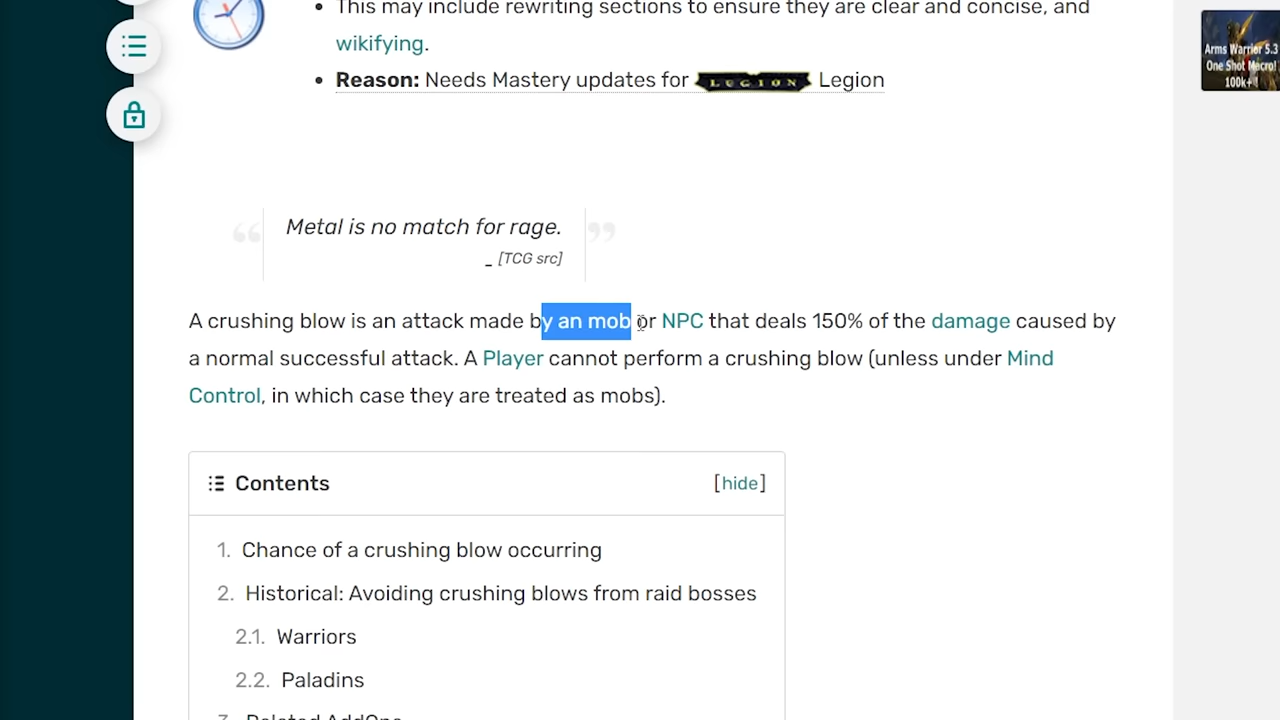 This may include rewriting sections to ensure they are clear and concise, and
wikifying.
Reason: Needs Mastery updates for LEGION Legion
Arms Warrior 5.3
One Shot Macro!
100k+!
“ Metal is no match for rage. ”
_ [TCG src]
A crushing blow is an attack made by an mob or NPC that deals 150% of the damage caused by
a normal successful attack. A Player cannot perform a crushing blow (unless under Mind
Control, in which case they are treated as mobs).
Contents [hide]
1. Chance of a crushing blow occurring
2. Historical: Avoiding crushing blows from raid bosses
2.1. Warriors
2.2. Paladins
3. Related AddOns